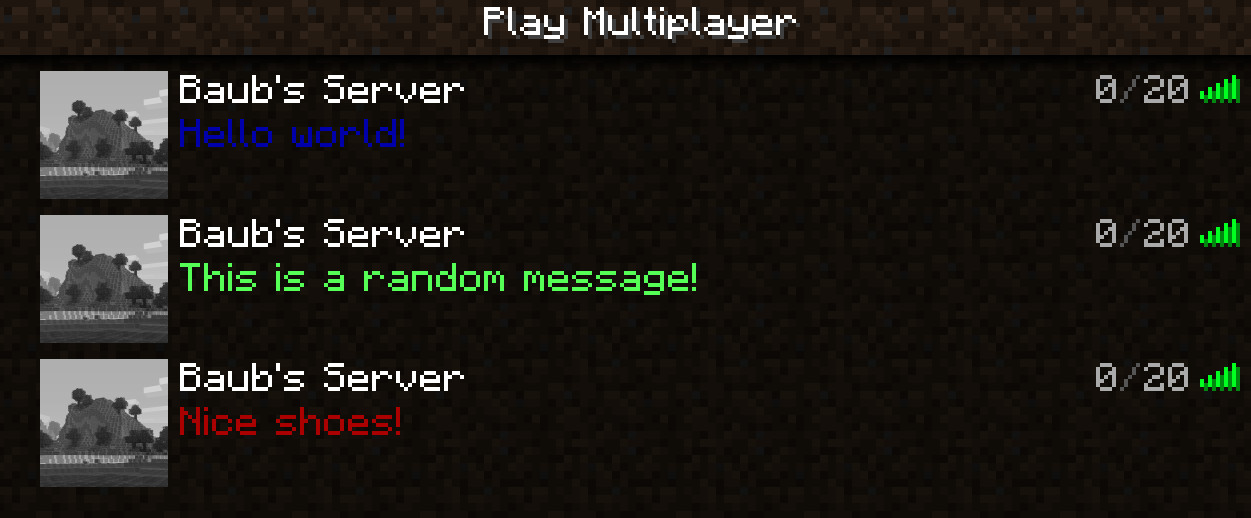 Play Multiplayer
Baub's Server 0/20
Hello world!
Baub's Server 0/20
This is a random message!
Baub's Server 0/20
Nice shoes!